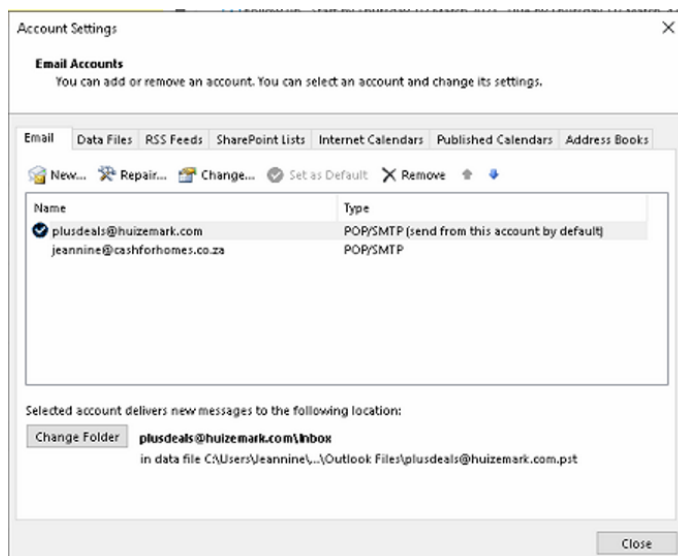 Account Settings
Email Accounts
You can add or remove an account. You can select an account and change its settings.
Email Data Files RSS Feeds SharePoint Lists Internet Calendars Published Calendars Address Books
New... Repair... Change... Set as Default Remove
Name Type
plusdeals@huizemark.com POP/SMTP (send from this account by default)
jeannine@cashforhomes.co.za POP/SMTP
Selected account delivers new messages to the following location:
Change Folder plusdeals@huizemark.com\Inbox
in data file C:\Users\Jeannine\...\Outlook Files\plusdeals@huizemark.com.pst
Close